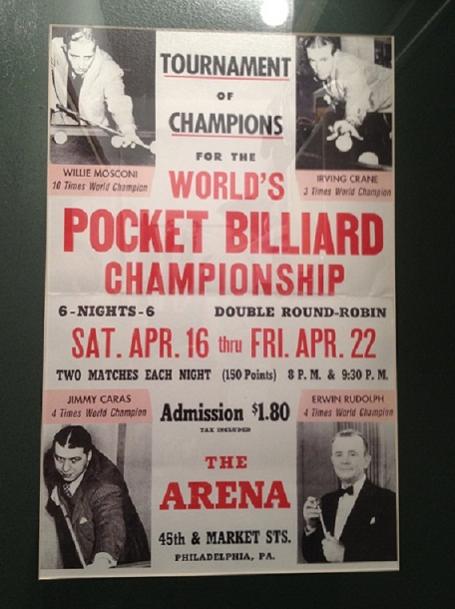 TOURNAMENT
OF
CHAMPIONS
FOR THE
WILLIE MOSCONI
10 Times World Champion
IRVING CRANE
3 Times World Champion
WORLD'S
POCKET BILLIARD
CHAMPIONSHIP
6-NIGHTS-6 DOUBLE ROUND-ROBIN
SAT. APR. 16 thru FRI. APR. 22
TWO MATCHES EACH NIGHT (150 Points) 8 P. M. & 9:30 P. M.
JIMMY CARAS
4 Times World Champion
Admission $1.80
TAX INCLUDED
ERWIN RUDOLPH
4 Times World Champion
THE
ARENA
45th & MARKET STS.
PHILADELPHIA, PA.